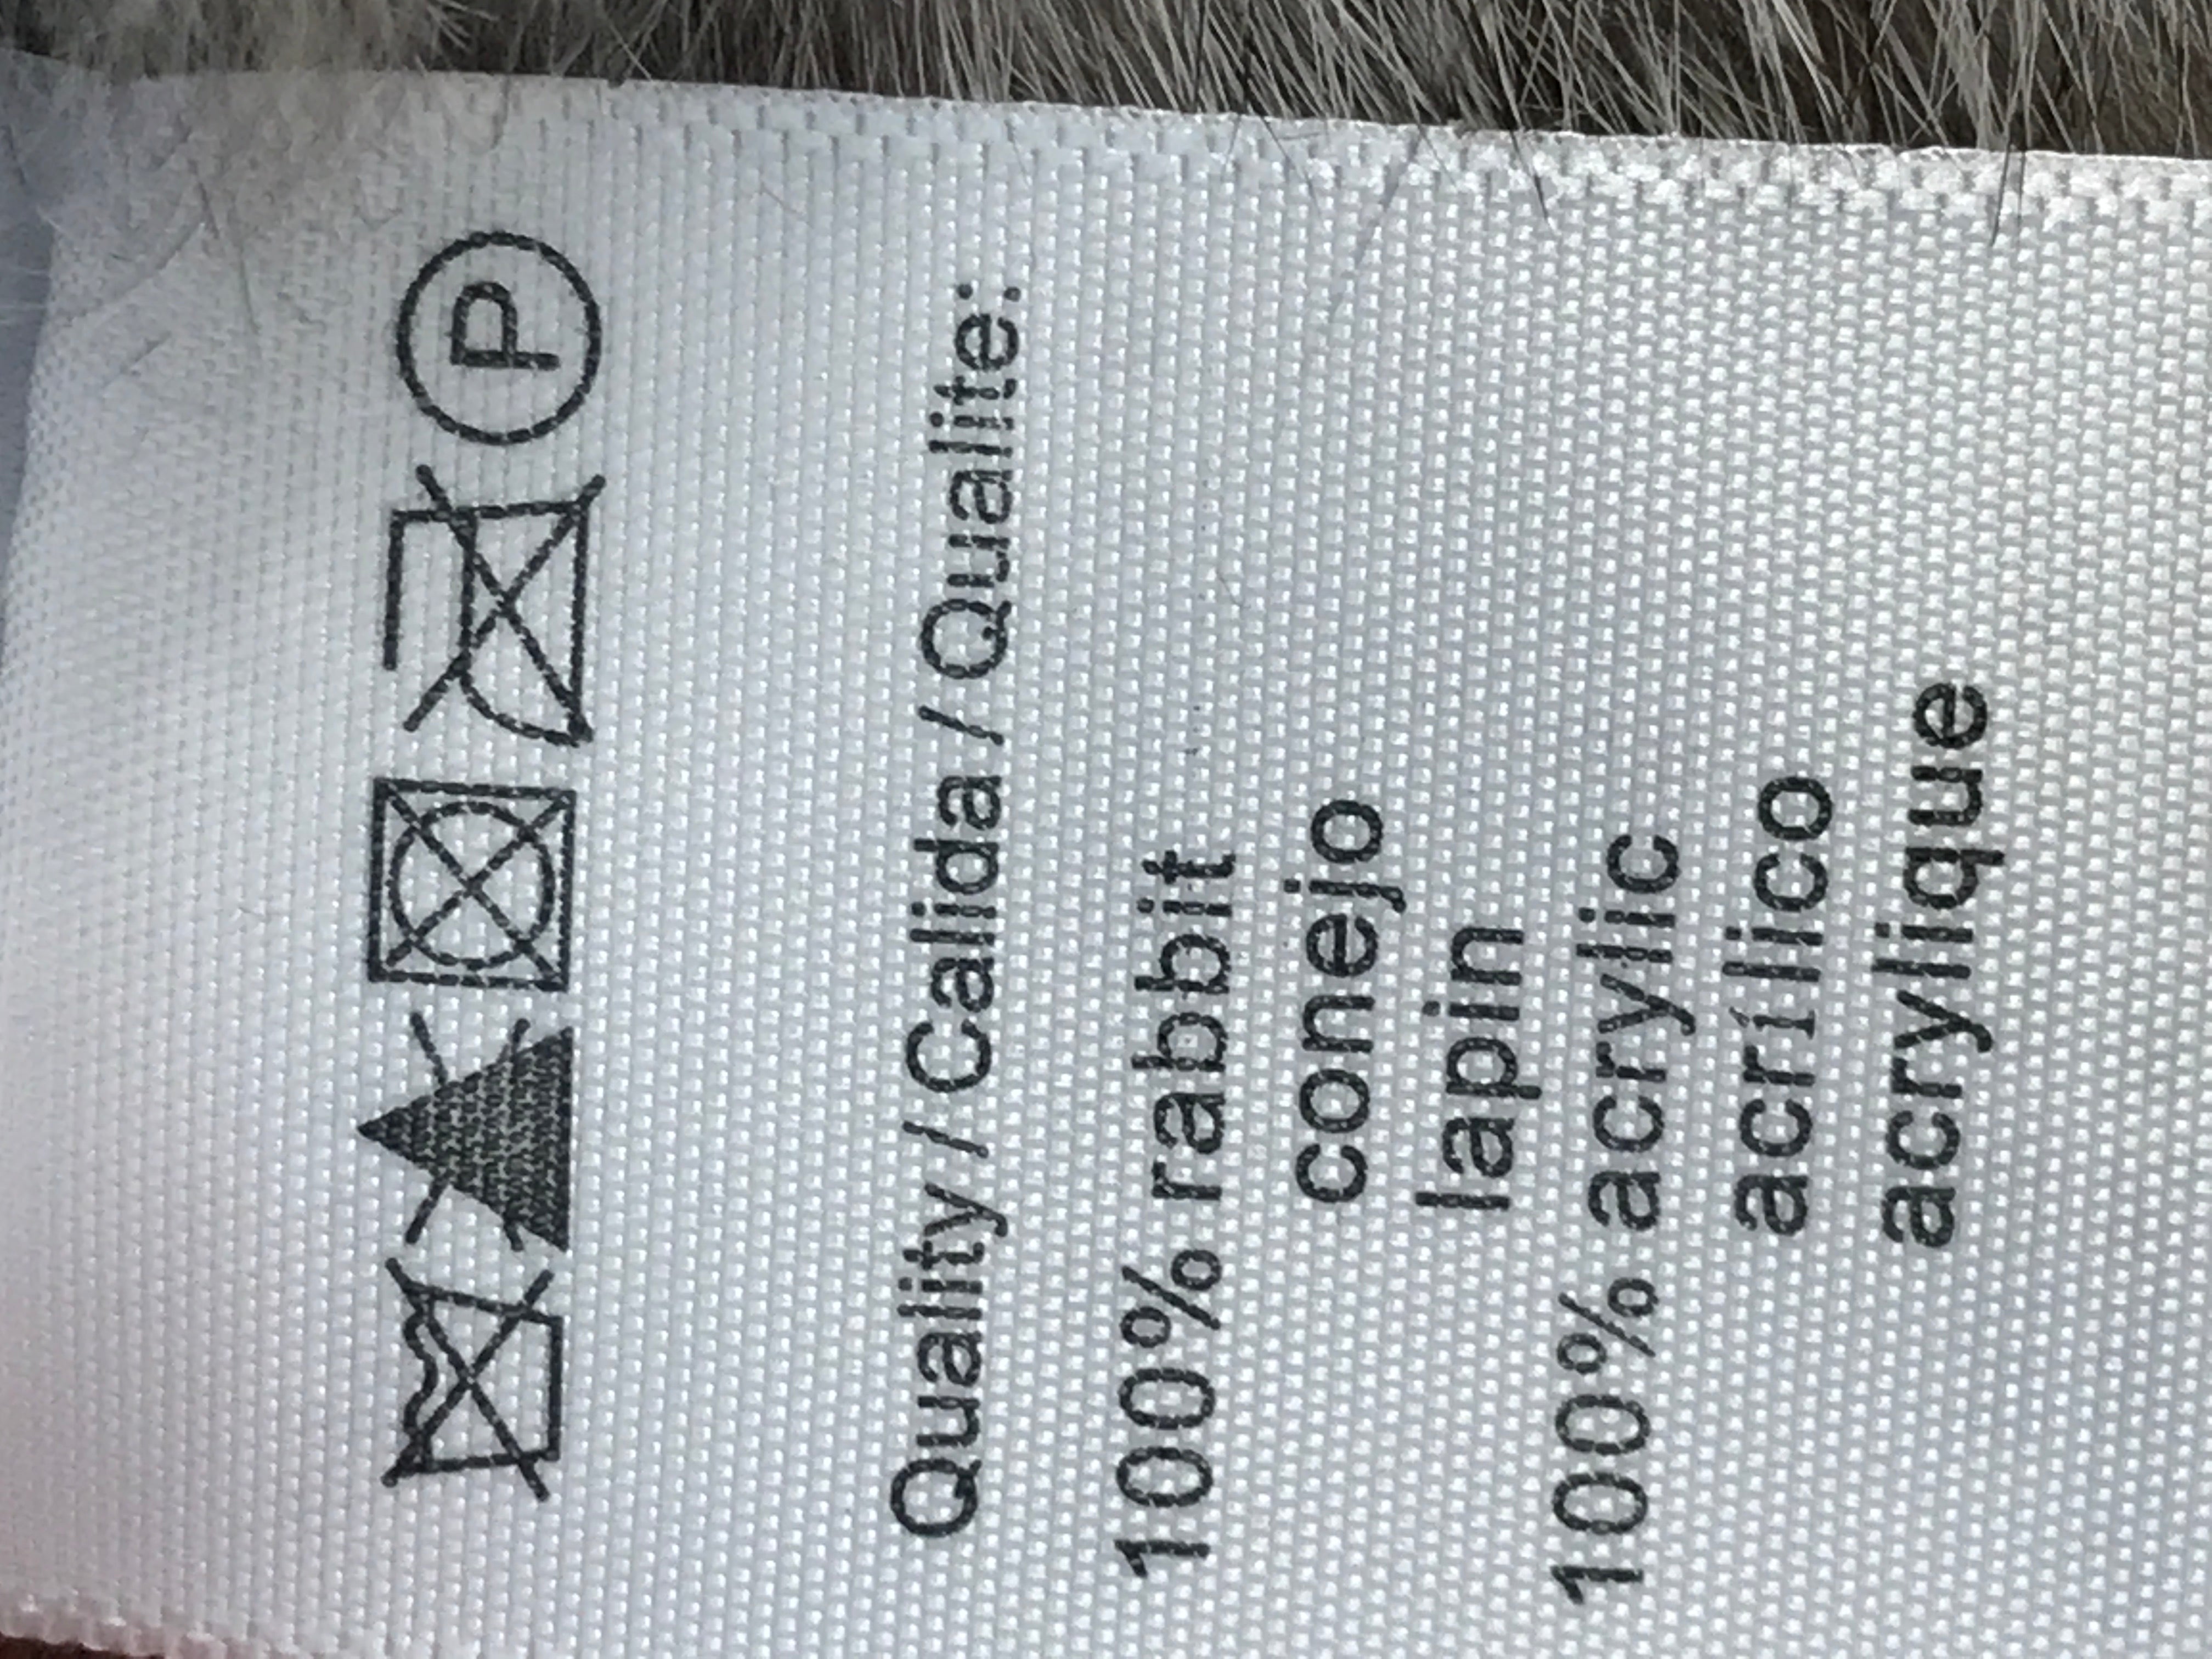 P
Quality / Calida / Qualite:
100% rabbit
conejo
lapin
100% acrylic
acrílico
acrylique